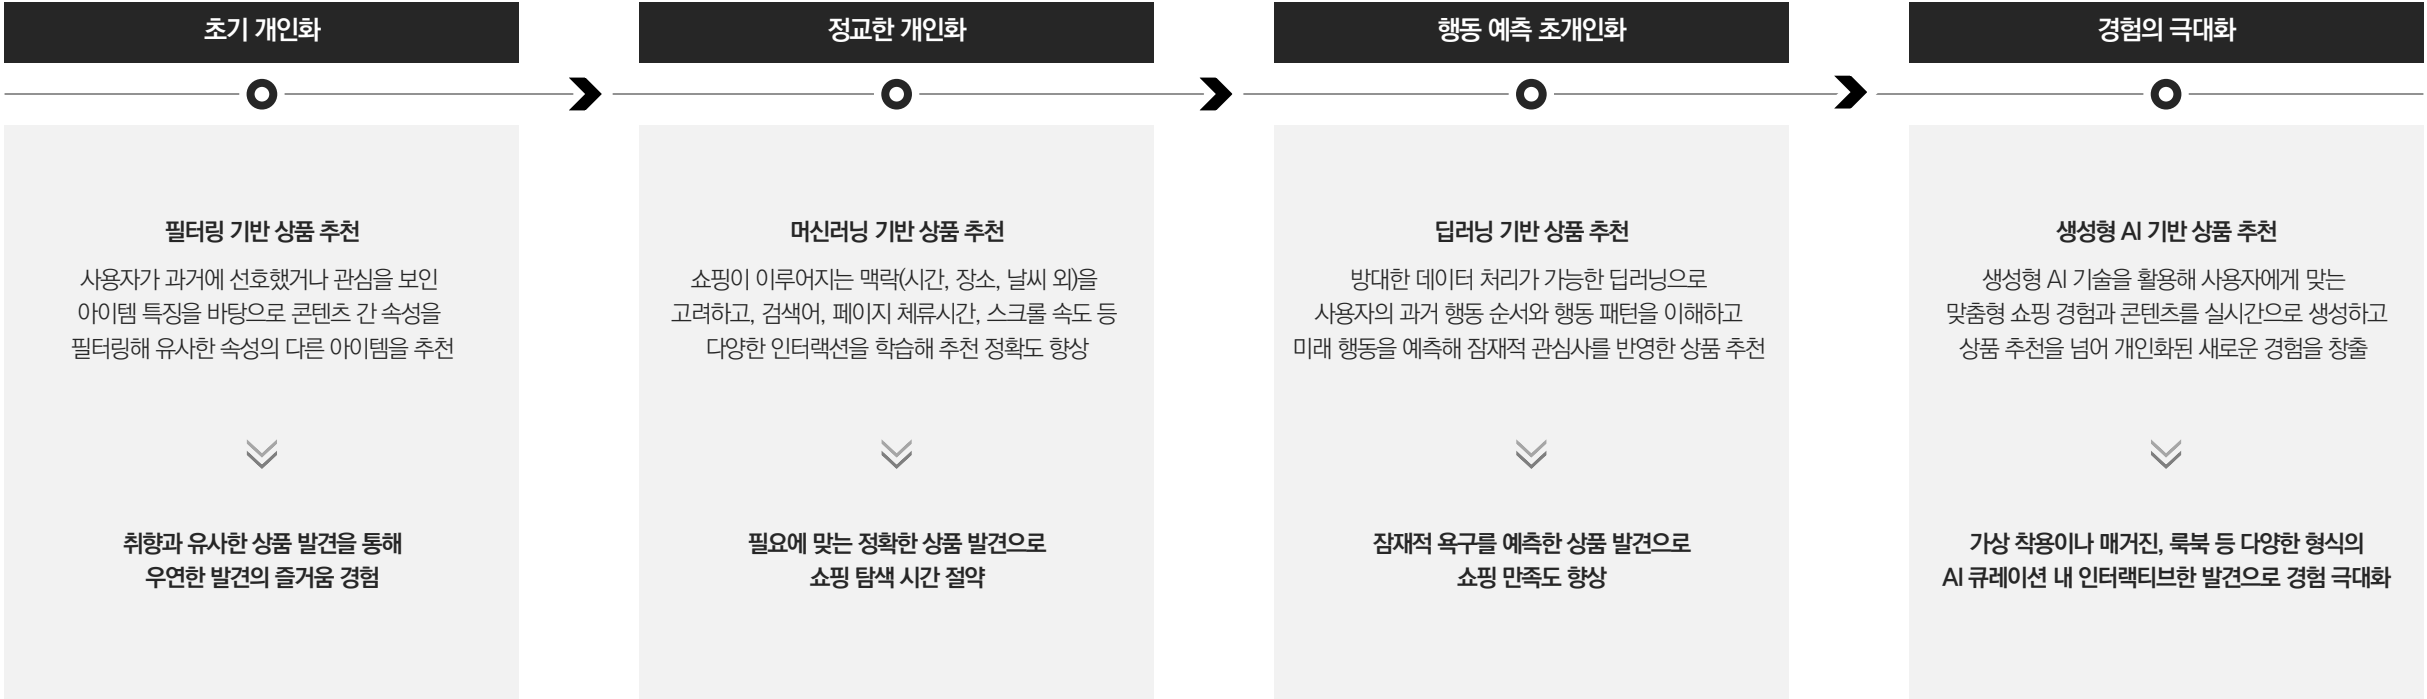 초기 개인화
필터링 기반 상품 추천
사용자가 과거에 선호했거나 관심을 보인
아이템 특징을 바탕으로 콘텐츠 간 속성을
필터링해 유사한 속성의 다른 아이템을 추천
취향과 유사한 상품 발견을 통해
우연한 발견의 즐거움 경험
정교한 개인화
머신러닝 기반 상품 추천
쇼핑이 이루어지는 맥락(시간, 장소, 날씨 외)을
고려하고, 검색어, 페이지 체류시간, 스크롤 속도 등
다양한 인터랙션을 학습해 추천 정확도 향상
필요에 맞는 정확한 상품 발견으로
쇼핑 탐색 시간 절약
행동 예측 초개인화
딥러닝 기반 상품 추천
방대한 데이터 처리가 가능한 딥러닝으로
사용자의 과거 행동 순서와 행동 패턴을 이해하고
미래 행동을 예측해 잠재적 관심사를 반영한 상품 추천
잠재적 욕구를 예측한 상품 발견으로
쇼핑 만족도 향상
경험의 극대화
생성형 AI 기반 상품 추천
생성형 AI 기술을 활용해 사용자에게 맞는
맞춤형 쇼핑 경험과 콘텐츠를 실시간으로 생성하고
상품 추천을 넘어 개인화된 새로운 경험을 창출
가상 착용이나 매거진, 룩북 등 다양한 형식의
AI 큐레이션 내 인터랙티브한 발견으로 경험 극대화